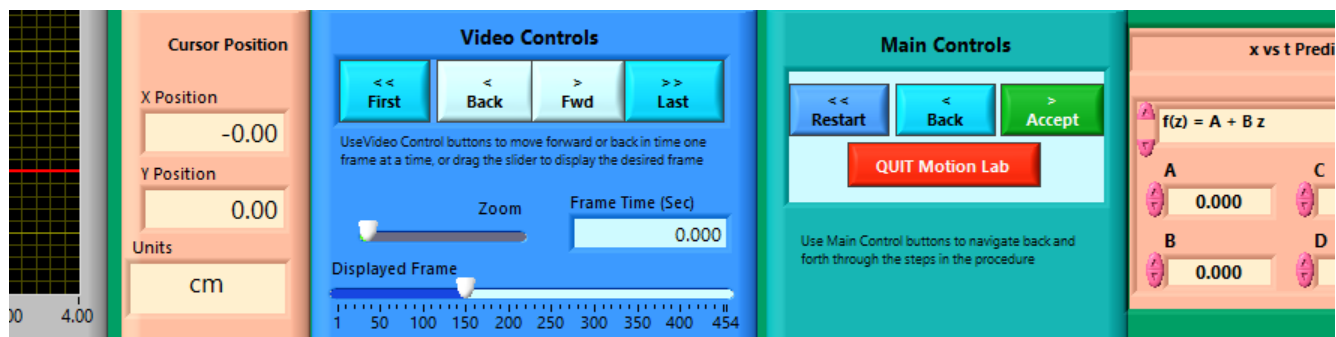 Cursor Position
X Position
-0.00
Y Position
0.00
Units
cm
4.00
Video Controls
<<
First
<
Back
>
Fwd
>>
Last
UseVideo Control buttons to move forward or back in time one
frame at a time, or drag the slider to display the desired frame
Zoom
Frame Time (Sec)
0.000
Displayed Frame
1 50 100 150 200 250 300 350 400 454
Main Controls
<<
Restart
<
Back
>
Accept
QUIT Motion Lab
Use Main Control buttons to navigate back and
forth through the steps in the procedure
x vs t Predi
f(z) = A + B z
A
0.000
C
B
0.000
D